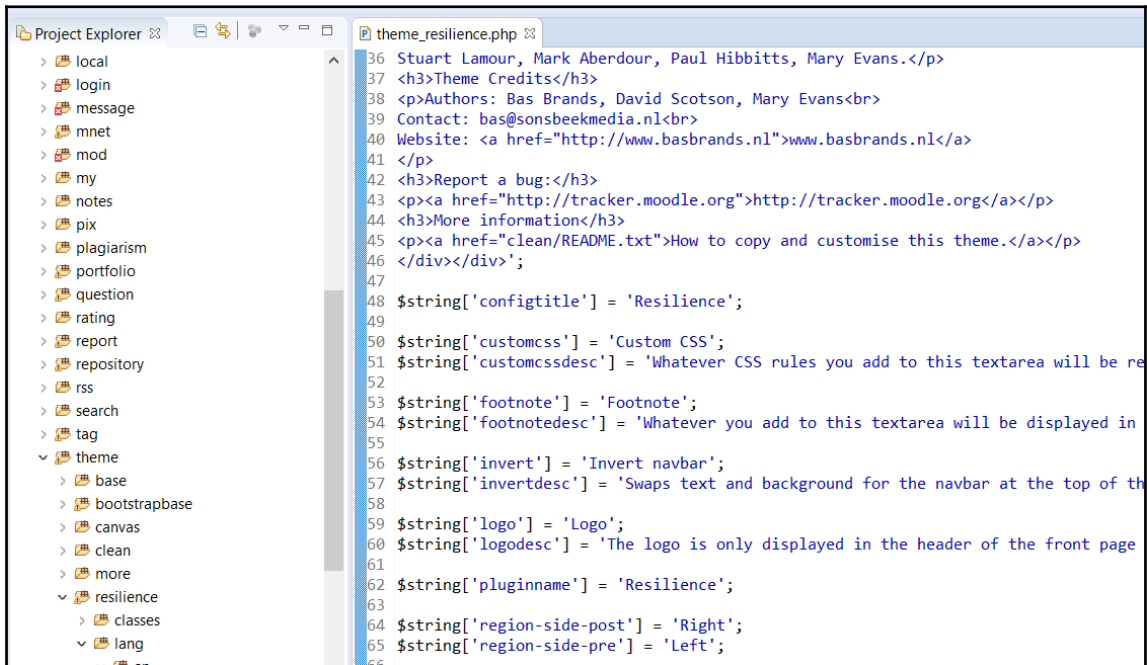 Project Explorer
local
login
message
mnet
mod
my
notes
pix
plagiarism
portfolio
question
rating
report
repository
rss
search
tag
theme
base
bootstrapbase
canvas
clean
more
resilience
classes
lang
theme_resilience.php
36 Stuart Lamour, Mark Aberdour, Paul Hibbitts, Mary Evans.</p>
37 <h3>Theme Credits</h3>
38 <p>Authors: Bas Brands, David Scotson, Mary Evans<br>
39 Contact: bas@sonsbeekmedia.nl<br>
40 Website: <a href="http://www.basbrands.nl">www.basbrands.nl</a>
41 </p>
42 <h3>Report a bug:</h3>
43 <p><a href="http://tracker.moodle.org">http://tracker.moodle.org</a></p>
44 <h3>More information</h3>
45 <p><a href="clean/README.txt">How to copy and customise this theme.</a></p>
46 </div></div>';
47
48 $string['configtitle'] = 'Resilience';
49
50 $string['customcss'] = 'Custom CSS';
51 $string['customcssdesc'] = 'Whatever CSS rules you add to this textarea will be re
52
53 $string['footnote'] = 'Footnote';
54 $string['footnotedesc'] = 'Whatever you add to this textarea will be displayed in
55
56 $string['invert'] = 'Invert navbar';
57 $string['invertdesc'] = 'Swaps text and background for the navbar at the top of th
58
59 $string['logo'] = 'Logo';
60 $string['logodesc'] = 'The logo is only displayed in the header of the front page
61
62 $string['pluginname'] = 'Resilience';
63
64 $string['region-side-post'] = 'Right';
65 $string['region-side-pre'] = 'Left';